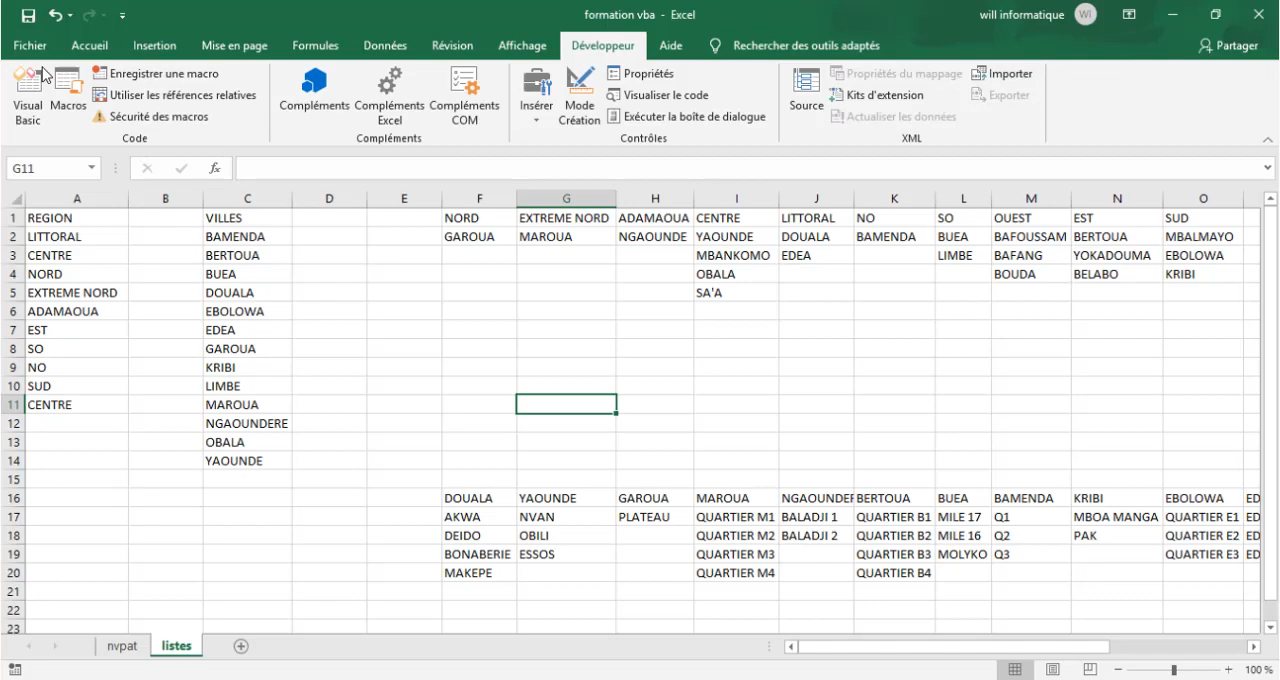 formation vba - Excel
will informatique WI
Fichier Accueil Insertion Mise en page Formules Données Révision Affichage Développeur Aide Rechercher des outils adaptés Partager
Visual Basic
Macros
Enregistrer une macro
Utiliser les références relatives
Sécurité des macros
Code
Compléments
Compléments Excel
Compléments COM
Compléments
Insérer
Mode Création
Propriétés
Visualiser le code
Exécuter la boîte de dialogue
Contrôles
Source
Propriétés du mappage
Kits d'extension
Actualiser les données
Importer
Exporter
XML
G11 fx
A B C D E F G H I J K L M N O
1 REGION VILLES NORD EXTREME NORD ADAMAOUA CENTRE LITTORAL NO SO OUEST EST SUD
2 LITTORAL BAMENDA GAROUA MAROUA NGAOUNDE YAOUNDE DOUALA BAMENDA BUEA BAFOUSSAM BERTOUA MBALMAYO
3 CENTRE BERTOUA MBANKOMO EDEA LIMBE BAFANG YOKADOUMA EBOLOWA
4 NORD BUEA OBALA BOUDA BELABO KRIBI
5 EXTREME NORD DOUALA SA'A
6 ADAMAOUA EBOLOWA
7 EST EDEA
8 SO GAROUA
9 NO KRIBI
10 SUD LIMBE
11 CENTRE MAROUA
12 NGAOUNDERE
13 OBALA
14 YAOUNDE
15
16 DOUALA YAOUNDE GAROUA MAROUA NGAOUNDER BERTOUA BUEA BAMENDA KRIBI EBOLOWA ED
17 AKWA NVAN PLATEAU QUARTIER M1 BALADJI 1 QUARTIER B1 MILE 17 Q1 MBOA MANGA QUARTIER E1 ED
18 DEIDO OBILI QUARTIER M2 BALADJI 2 QUARTIER B2 MILE 16 Q2 PAK QUARTIER E2 ED
19 BONABERIE ESSOS QUARTIER M3 QUARTIER B3 MOLYKO Q3 QUARTIER E3 ED
20 MAKEPE QUARTIER M4 QUARTIER B4
21
22
23
nvpat listes
100 %